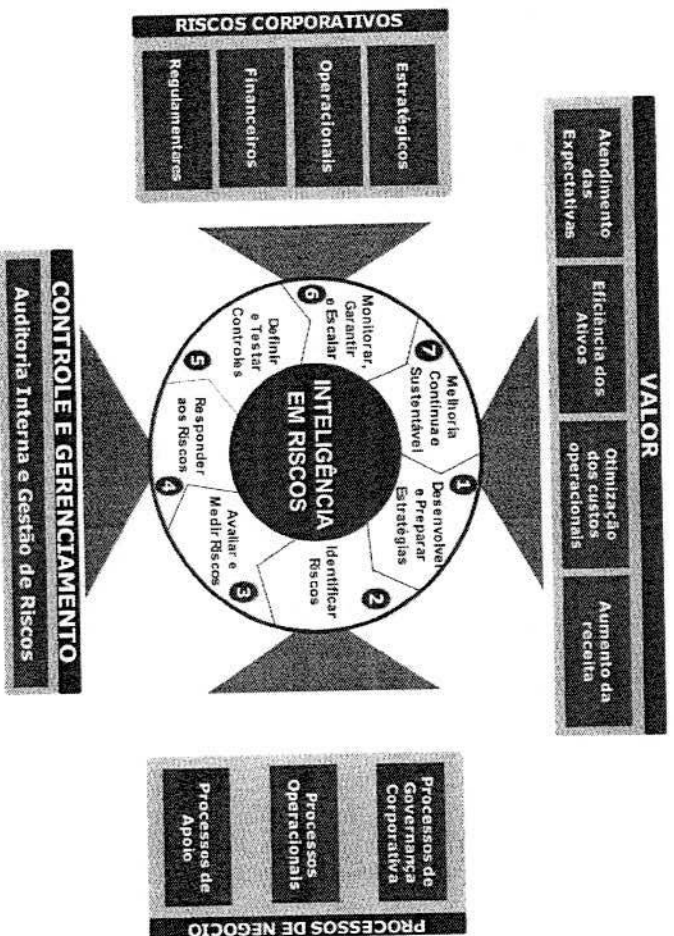 VALOR
Atendimento
das
Expectativas
Eficiência dos
Ativos
Otimização
dos custos
operacionais
Aumento da
receita
RISCOS CORPORATIVOS
Estratégicos
Operacionais
Financeiros
Regulamentares
INTELIGÊNCIA
EM RISCOS
1
Desenvolver
e Preparar
Estratégias
2
Identificar
Riscos
3
Avaliar e
Medir Riscos
4
Responder
aos Riscos
5
Definir
e Testar
Controles
6
Monitorar,
Garantir
e Escalar
7
Melhoria
Contínua e
Sustentável
PROCESSOS DE NEGÓCIO
Processos de
Governança
Corporativa
Processos
Operacionais
Processos de
Apoio
CONTROLE E GERENCIAMENTO
Auditoria Interna e Gestão de Riscos